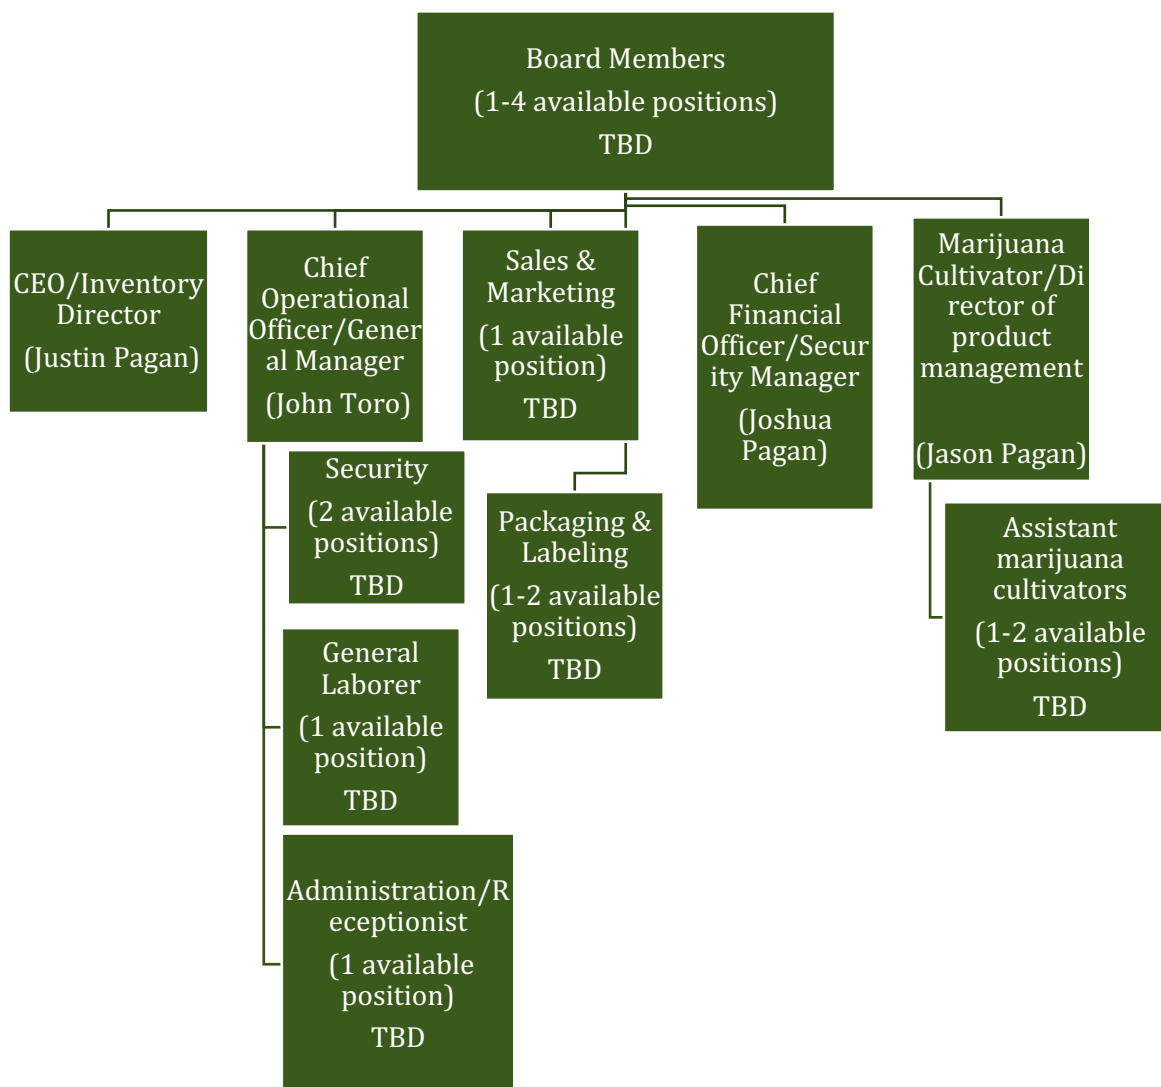 Board Members
(1-4 available positions)
TBD
CEO/Inventory
Director
(Justin Pagan)
Chief
Operational
Officer/Gener
al Manager
(John Toro)
Sales &
Marketing
(1 available
position)
TBD
Chief
Financial
Officer/Secur
ity Manager
(Joshua
Pagan)
Marijuana
Cultivator/Di
rector of
product
management
(Jason Pagan)
Security
(2 available
positions)
TBD
General
Laborer
(1 available
position)
TBD
Administration/R
eceptionist
(1 available
position)
TBD
Packaging &
Labeling
(1-2 available
positions)
TBD
Assistant
marijuana
cultivators
(1-2 available
positions)
TBD